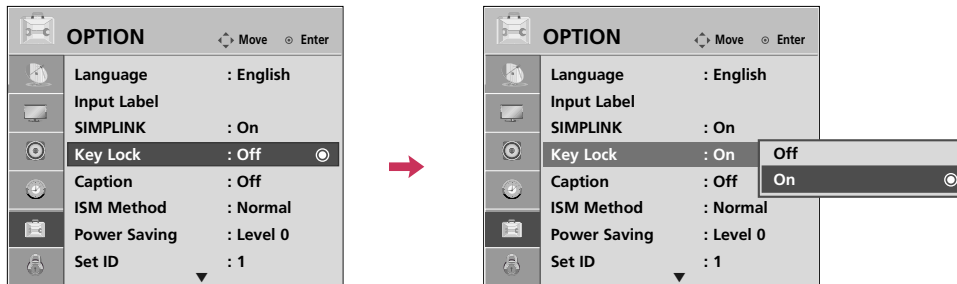 OPTION Move Enter
Language : English
Input Label
SIMPLINK : On
Key Lock : Off
Caption : Off
ISM Method : Normal
Power Saving : Level 0
Set ID : 1
OPTION Move Enter
Language : English
Input Label
SIMPLINK : On
Key Lock : On
Caption : Off
ISM Method : Normal
Power Saving : Level 0
Set ID : 1
Off
On